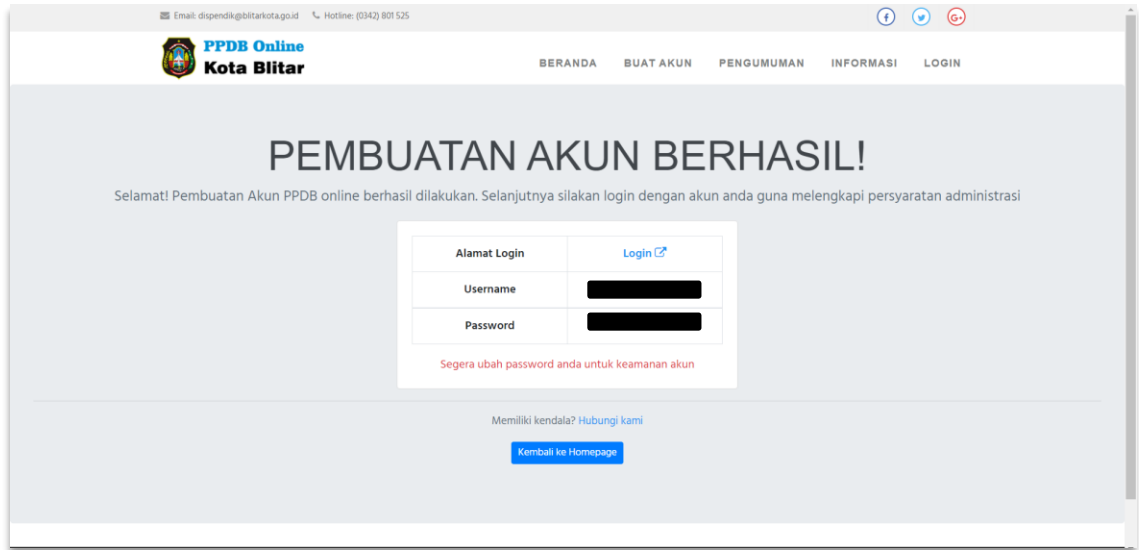 Email: dispendik@blitarkota.go.id Hotline: (0342) 801 525
PPDB Online
Kota Blitar
BERANDA BUAT AKUN PENGUMUMAN INFORMASI LOGIN
PEMBUATAN AKUN BERHASIL!
Selamat! Pembuatan Akun PPDB online berhasil dilakukan. Selanjutnya silakan login dengan akun anda guna melengkapi persyaratan administrasi
Alamat Login Login
Username
Password
Segera ubah password anda untuk keamanan akun
Memiliki kendala? Hubungi kami
Kembali ke Homepage